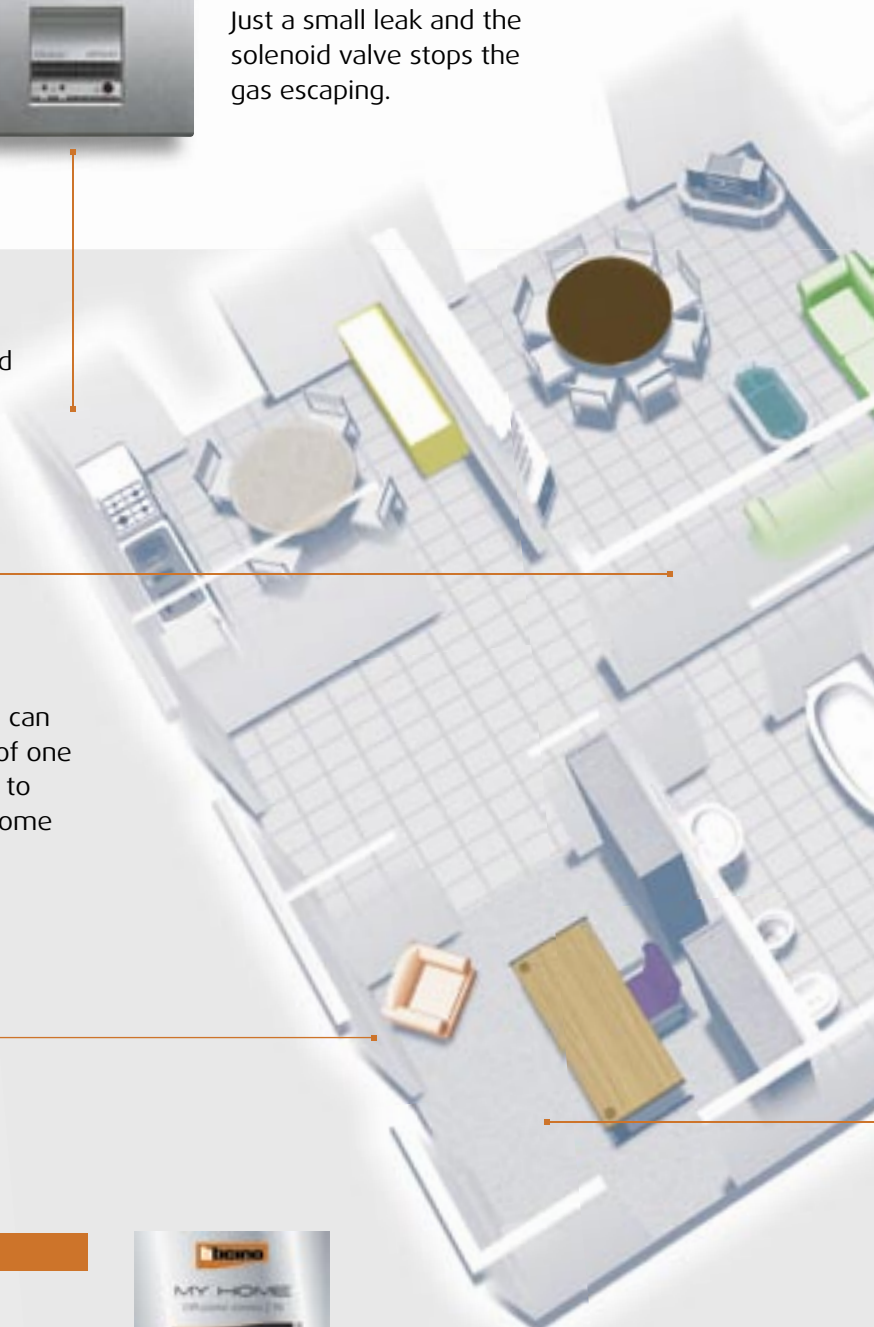 Just a small leak and the
solenoid valve stops the
gas escaping.
d
can
of one
to
ome
bticino
MY HOME